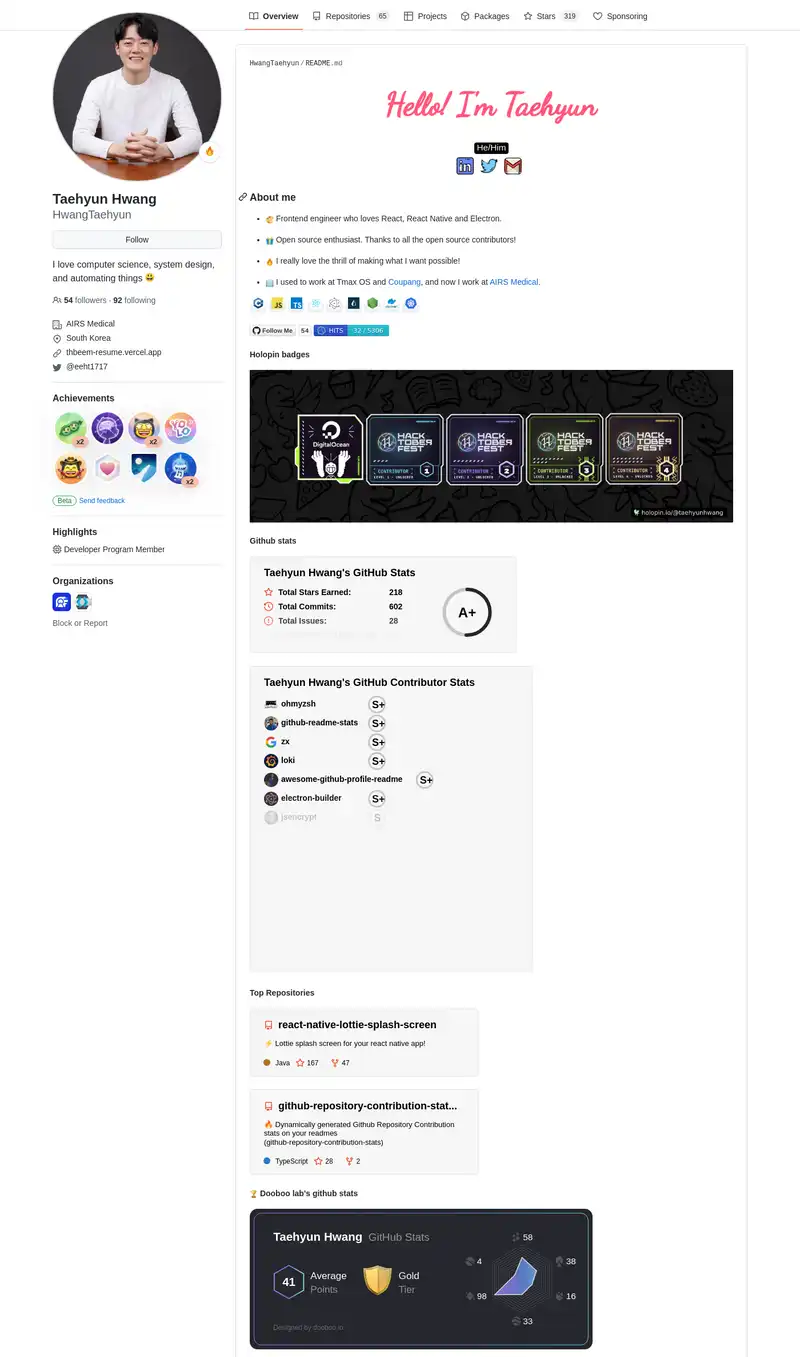 Overview
Repositories 65
Projects
Packages
Stars 319
Sponsoring
Taehyun Hwang
HwangTaehyun
Follow
I love computer science, system design,
and automating things 😃
54 followers · 92 following
AIRS Medical
South Korea
thbeem-resume.vercel.app
@eeht1717
Achievements
x2
x2
YOLO
x2
Beta Send feedback
Highlights
Developer Program Member
Organizations
Block or Report
HwangTaehyun / README.md
Hello! I'm Taehyun
He/Him
About me
Frontend engineer who loves React, React Native and Electron.
Open source enthusiast. Thanks to all the open source contributors!
🔥 I really love the thrill of making what I want possible!
I used to work at Tmax OS and Coupang, and now I work at AIRS Medical.
JS
TS
Follow Me 54
HITS 32 / 5306
Holopin badges
DigitalOcean
HACK
TOBER
FEST
CONTRIBUTOR
1
HACK
TOBER
FEST
CONTRIBUTOR
2
HACK
TOBER
FEST
CONTRIBUTOR
3
HACK
TOBER
FEST
CONTRIBUTOR
4
holopin.io/@taehyunhwang
Github stats
Taehyun Hwang's GitHub Stats
Total Stars Earned: 218
Total Commits: 602
Total Issues: 28
A+
Taehyun Hwang's GitHub Contributor Stats
ohmyzsh S+
github-readme-stats S+
zx S+
loki S+
awesome-github-profile-readme S+
electron-builder S+
jsencrypt S
Top Repositories
react-native-lottie-splash-screen
⚡ Lottie splash screen for your react native app!
Java 167 47
github-repository-contribution-stat...
🔥 Dynamically generated Github Repository Contribution
stats on your readmes
(github-repository-contribution-stats)
TypeScript 28 2
🏆 Dooboo lab's github stats
Taehyun Hwang GitHub Stats
41
Average
Points
Gold
Tier
58
4
38
98
16
33
Designed by dooboo.io